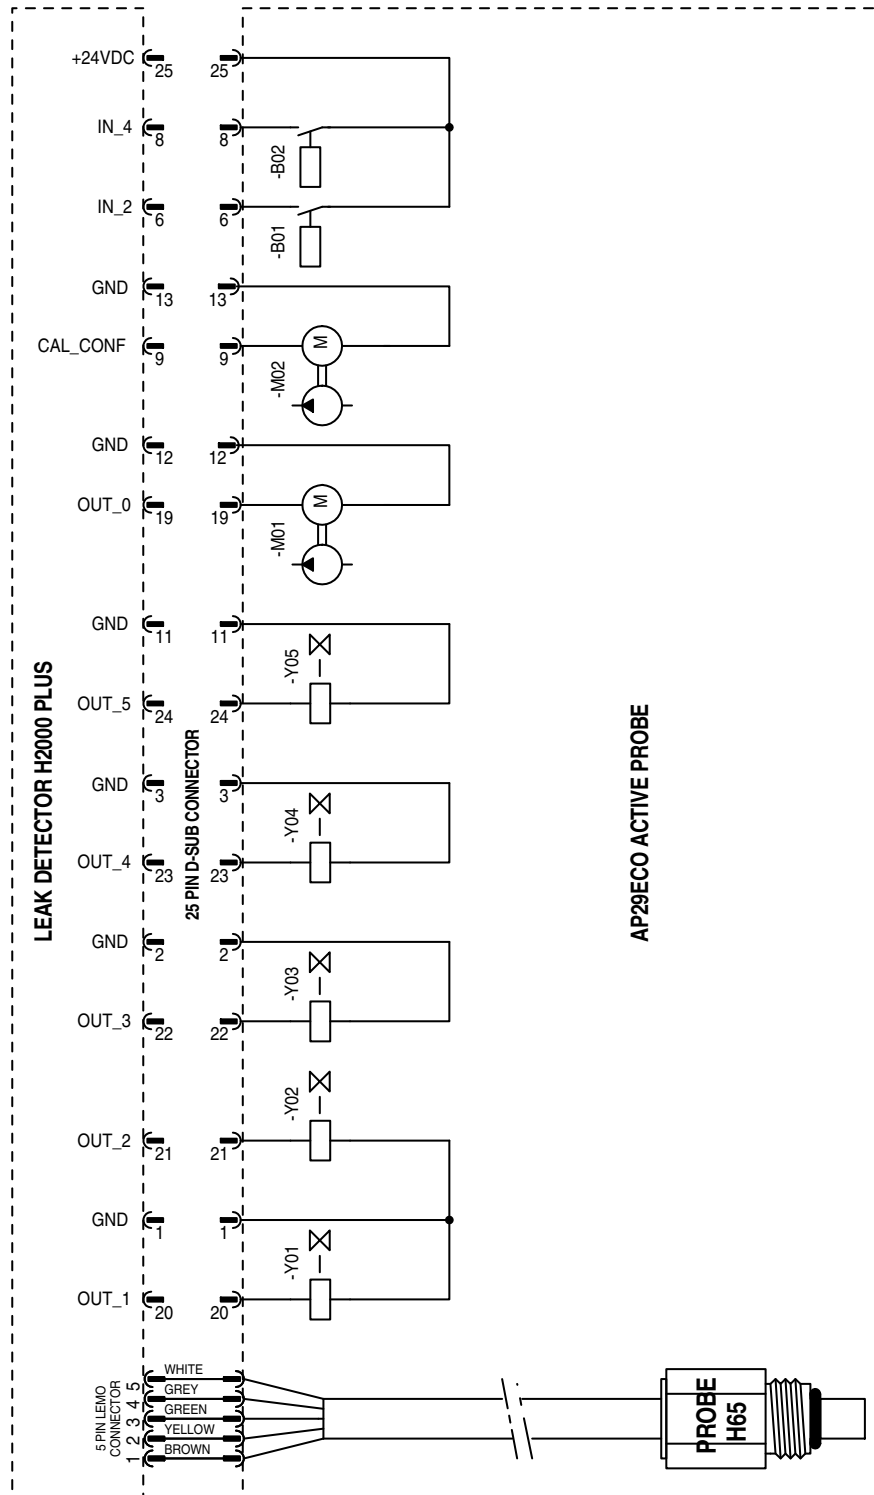 +24VDC 25 25
IN_4 8 8
-B02
IN_2 6 6
-B01
GND 13 13
CAL_CONF 9 9
M
-M02
GND 12 12
OUT_0 19 19
M
-M01
GND 11 11
-Y05
OUT_5 24 24
GND 3 3
-Y04
OUT_4 23 23
GND 2 2
-Y03
OUT_3 22 22
-Y02
OUT_2 21 21
GND 1 1
-Y01
OUT_1 20 20
LEAK DETECTOR H2000 PLUS
25 PIN D-SUB CONNECTOR
AP29ECO ACTIVE PROBE
5 PIN LEMO
CONNECTOR
5 WHITE
4 GREY
3 GREEN
2 YELLOW
1 BROWN
PROBE
H65